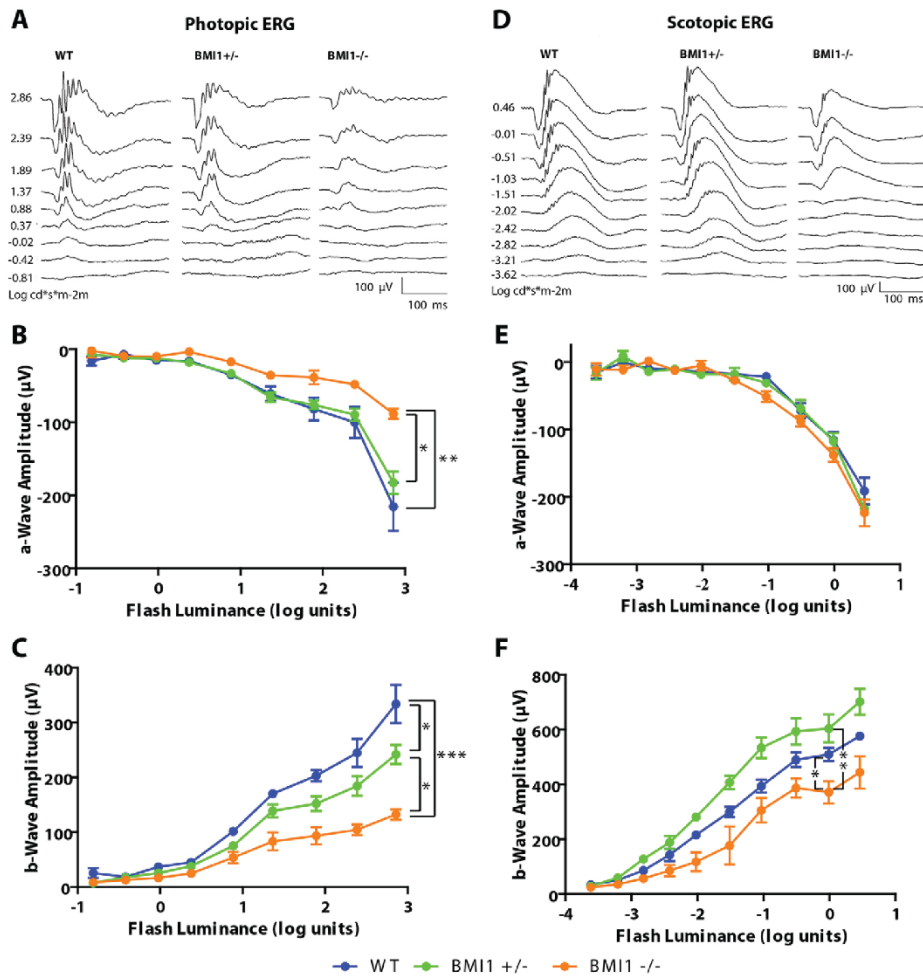 A
Photopic ERG
WT
BMI1+/-
BMI1-/-
2.86
2.39
1.89
1.37
0.88
0.37
-0.02
-0.42
-0.81
Log cd*s*m-2m
100 µV
100 ms
D
Scotopic ERG
WT
BMI1+/-
BMI1-/-
0.46
-0.01
-0.51
-1.03
-1.51
-2.02
-2.42
-2.82
-3.21
-3.62
Log cd*s*m-2m
100 µV
100 ms
B
a-Wave Amplitude (µV)
0
-100
-200
-300
-1
0
1
2
3
Flash Luminance (log units)
*
**
E
a-Wave Amplitude (µV)
0
-100
-200
-300
-4
-3
-2
-1
0
1
Flash Luminance (log units)
C
b-Wave Amplitude (µV)
400
300
200
100
0
-1
0
1
2
3
Flash Luminance (log units)
*
*
***
F
b-Wave Amplitude (µV)
800
600
400
200
0
-4
-3
-2
-1
0
1
Flash Luminance (log units)
*
**
WT
BMI1 +/-
BMI1 -/-